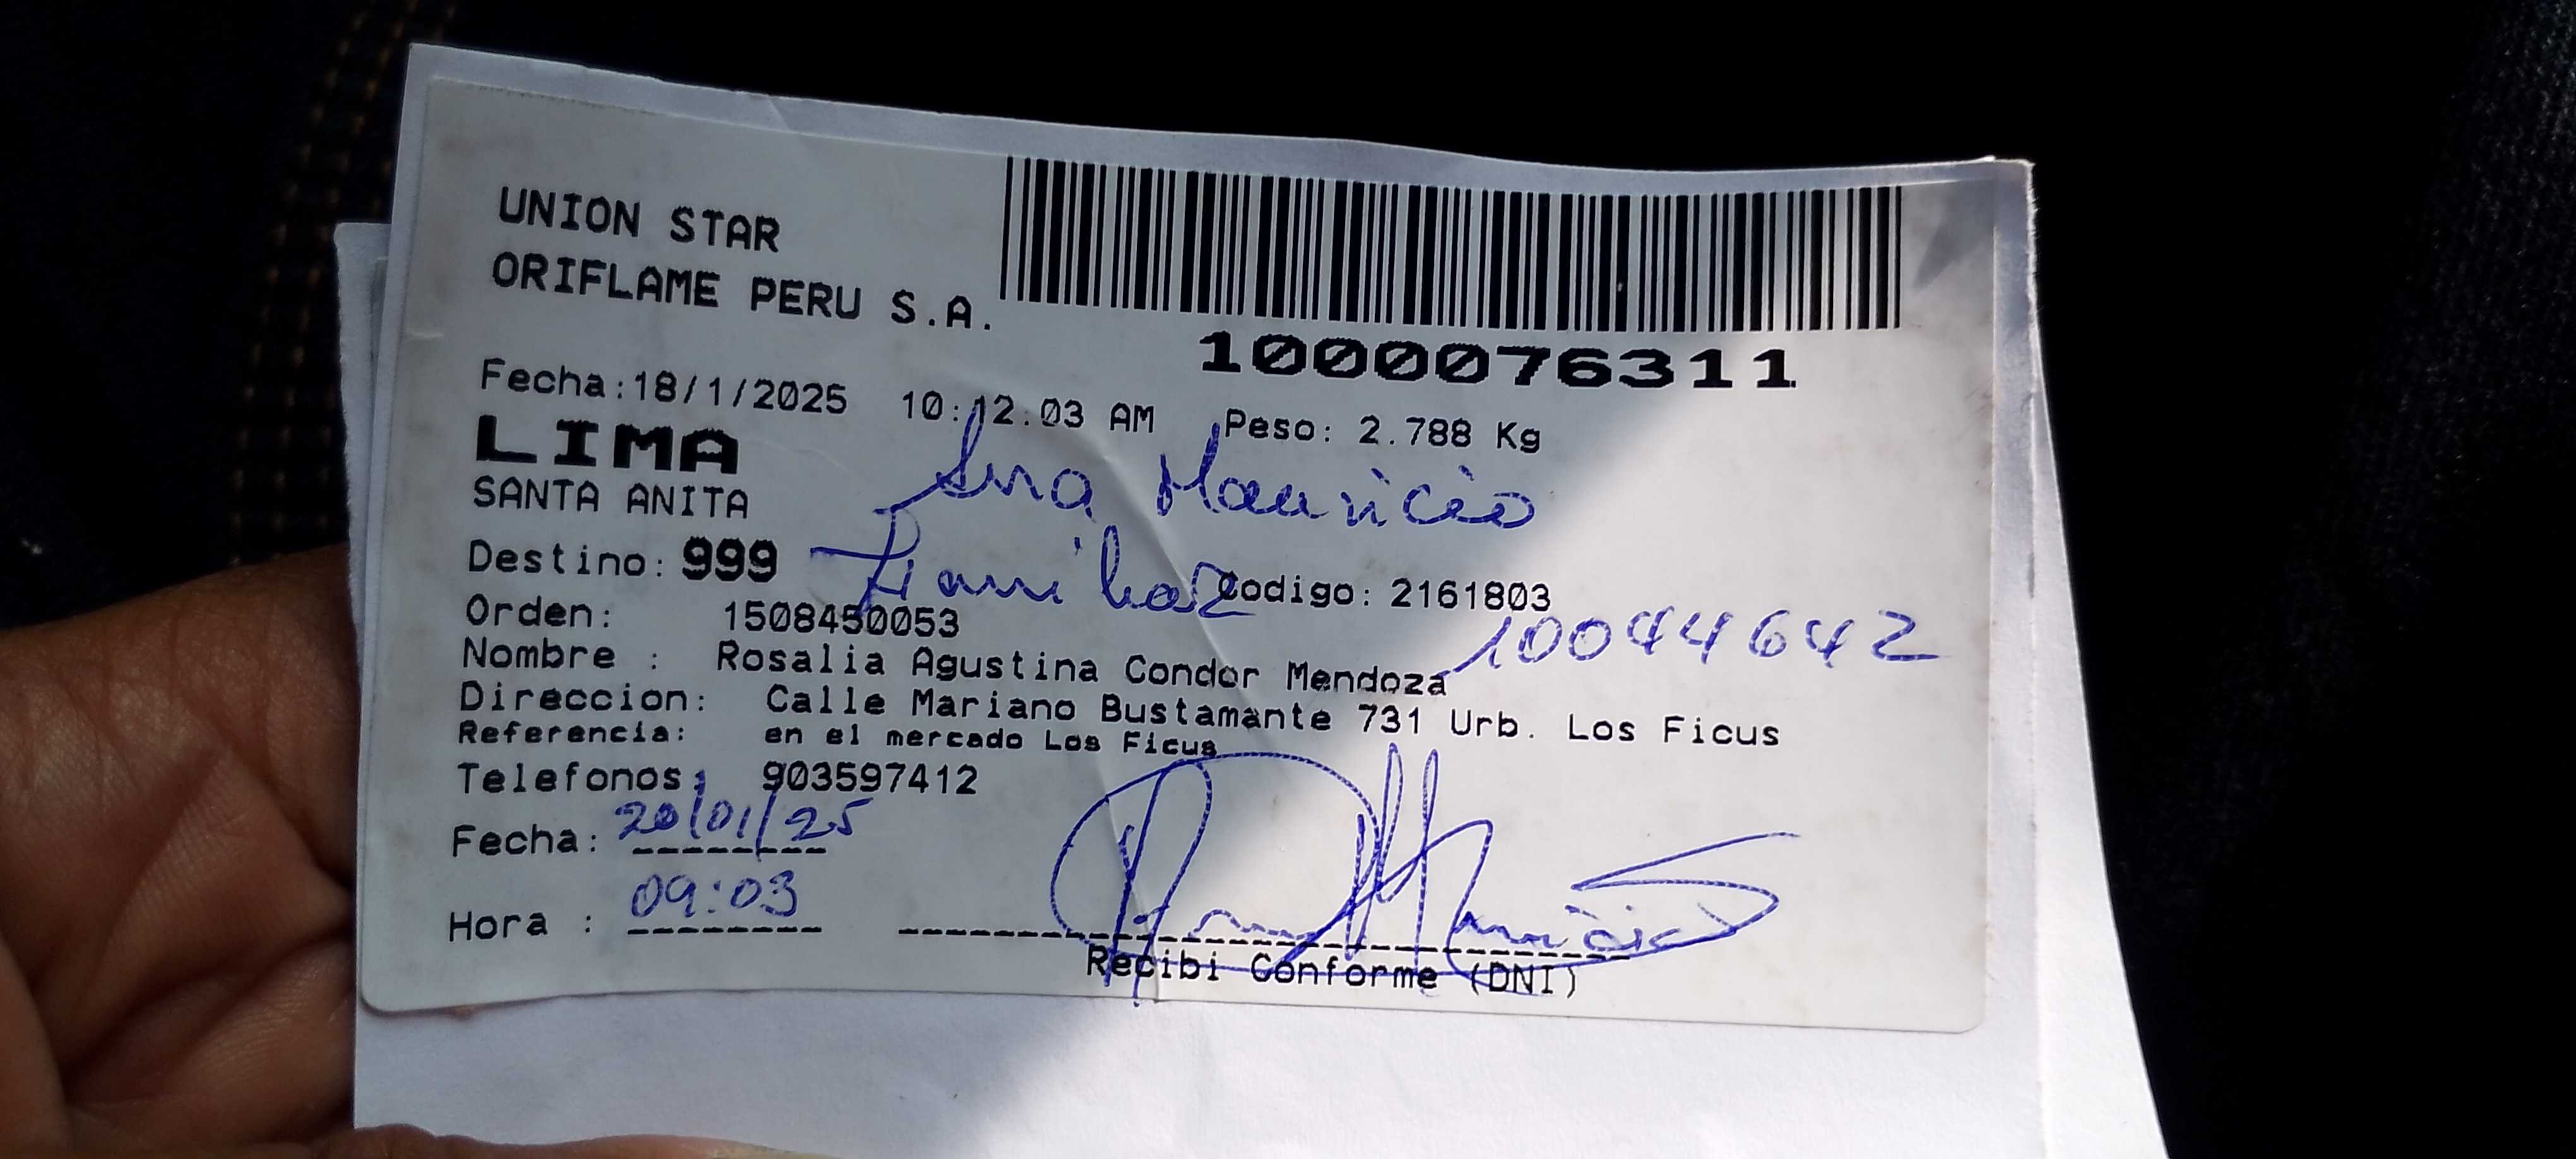 UNION STAR
ORIFLAME PERU S.A.
1000076311
Fecha:18/1/2025 10:12:03 AM Peso: 2.788 Kg
LIMA
SANTA ANITA
Mauricio
Destino: 999 Codigo: 2161803
Orden: 1508450053
10044642
Nombre : Rosalia Agustina Condor Mendoza
Direccion: Calle Mariano Bustamante 731 Urb. Los Ficus
Referencia: en el mercado Los Ficus
Telefonos: 903597412
Fecha: 20/01/25
Hora : 09:03
Recibi Conforme (DNI)